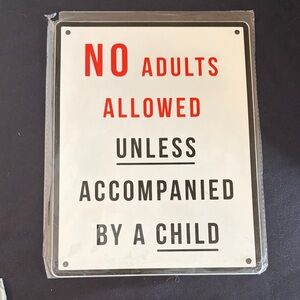 NO ADULTS
ALLOWED
UNLESS
ACCOMPANIED
BY A CHILD